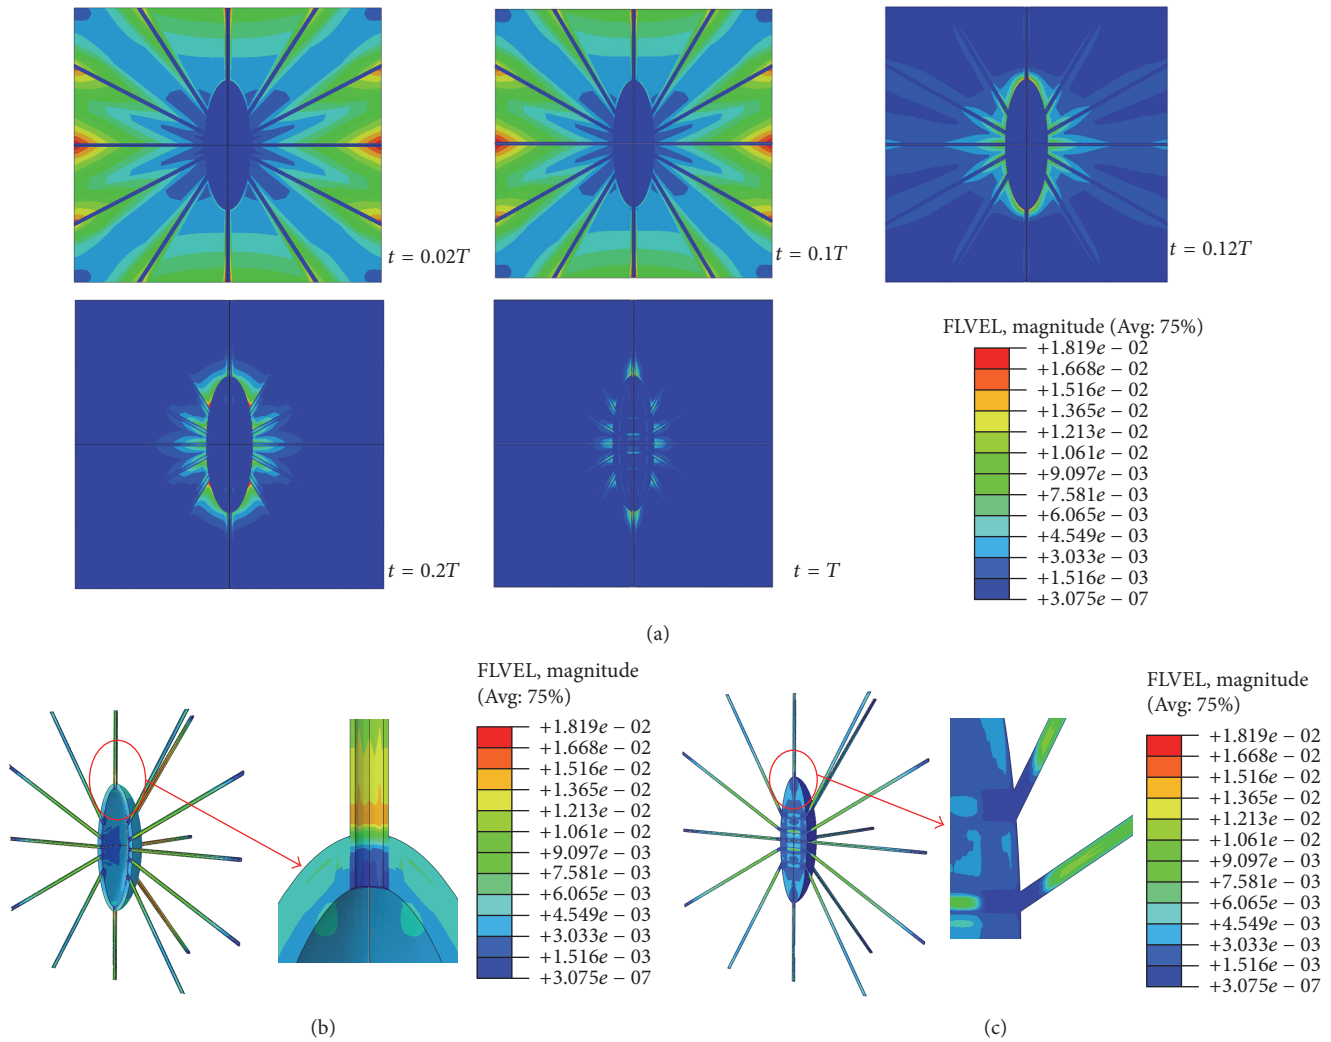 t = 0.02T
t = 0.1T
t = 0.12T
t = 0.2T
t = T
FLVEL, magnitude (Avg: 75%)
+1.819e − 02
+1.668e − 02
+1.516e − 02
+1.365e − 02
+1.213e − 02
+1.061e − 02
+9.097e − 03
+7.581e − 03
+6.065e − 03
+4.549e − 03
+3.033e − 03
+1.516e − 03
+3.075e − 07
(a)
FLVEL, magnitude
(Avg: 75%)
+1.819e − 02
+1.668e − 02
+1.516e − 02
+1.365e − 02
+1.213e − 02
+1.061e − 02
+9.097e − 03
+7.581e − 03
+6.065e − 03
+4.549e − 03
+3.033e − 03
+1.516e − 03
+3.075e − 07
(b)
FLVEL, magnitude
(Avg: 75%)
+1.819e − 02
+1.668e − 02
+1.516e − 02
+1.365e − 02
+1.213e − 02
+1.061e − 02
+9.097e − 03
+7.581e − 03
+6.065e − 03
+4.549e − 03
+3.033e − 03
+1.516e − 03
+3.075e − 07
(c)